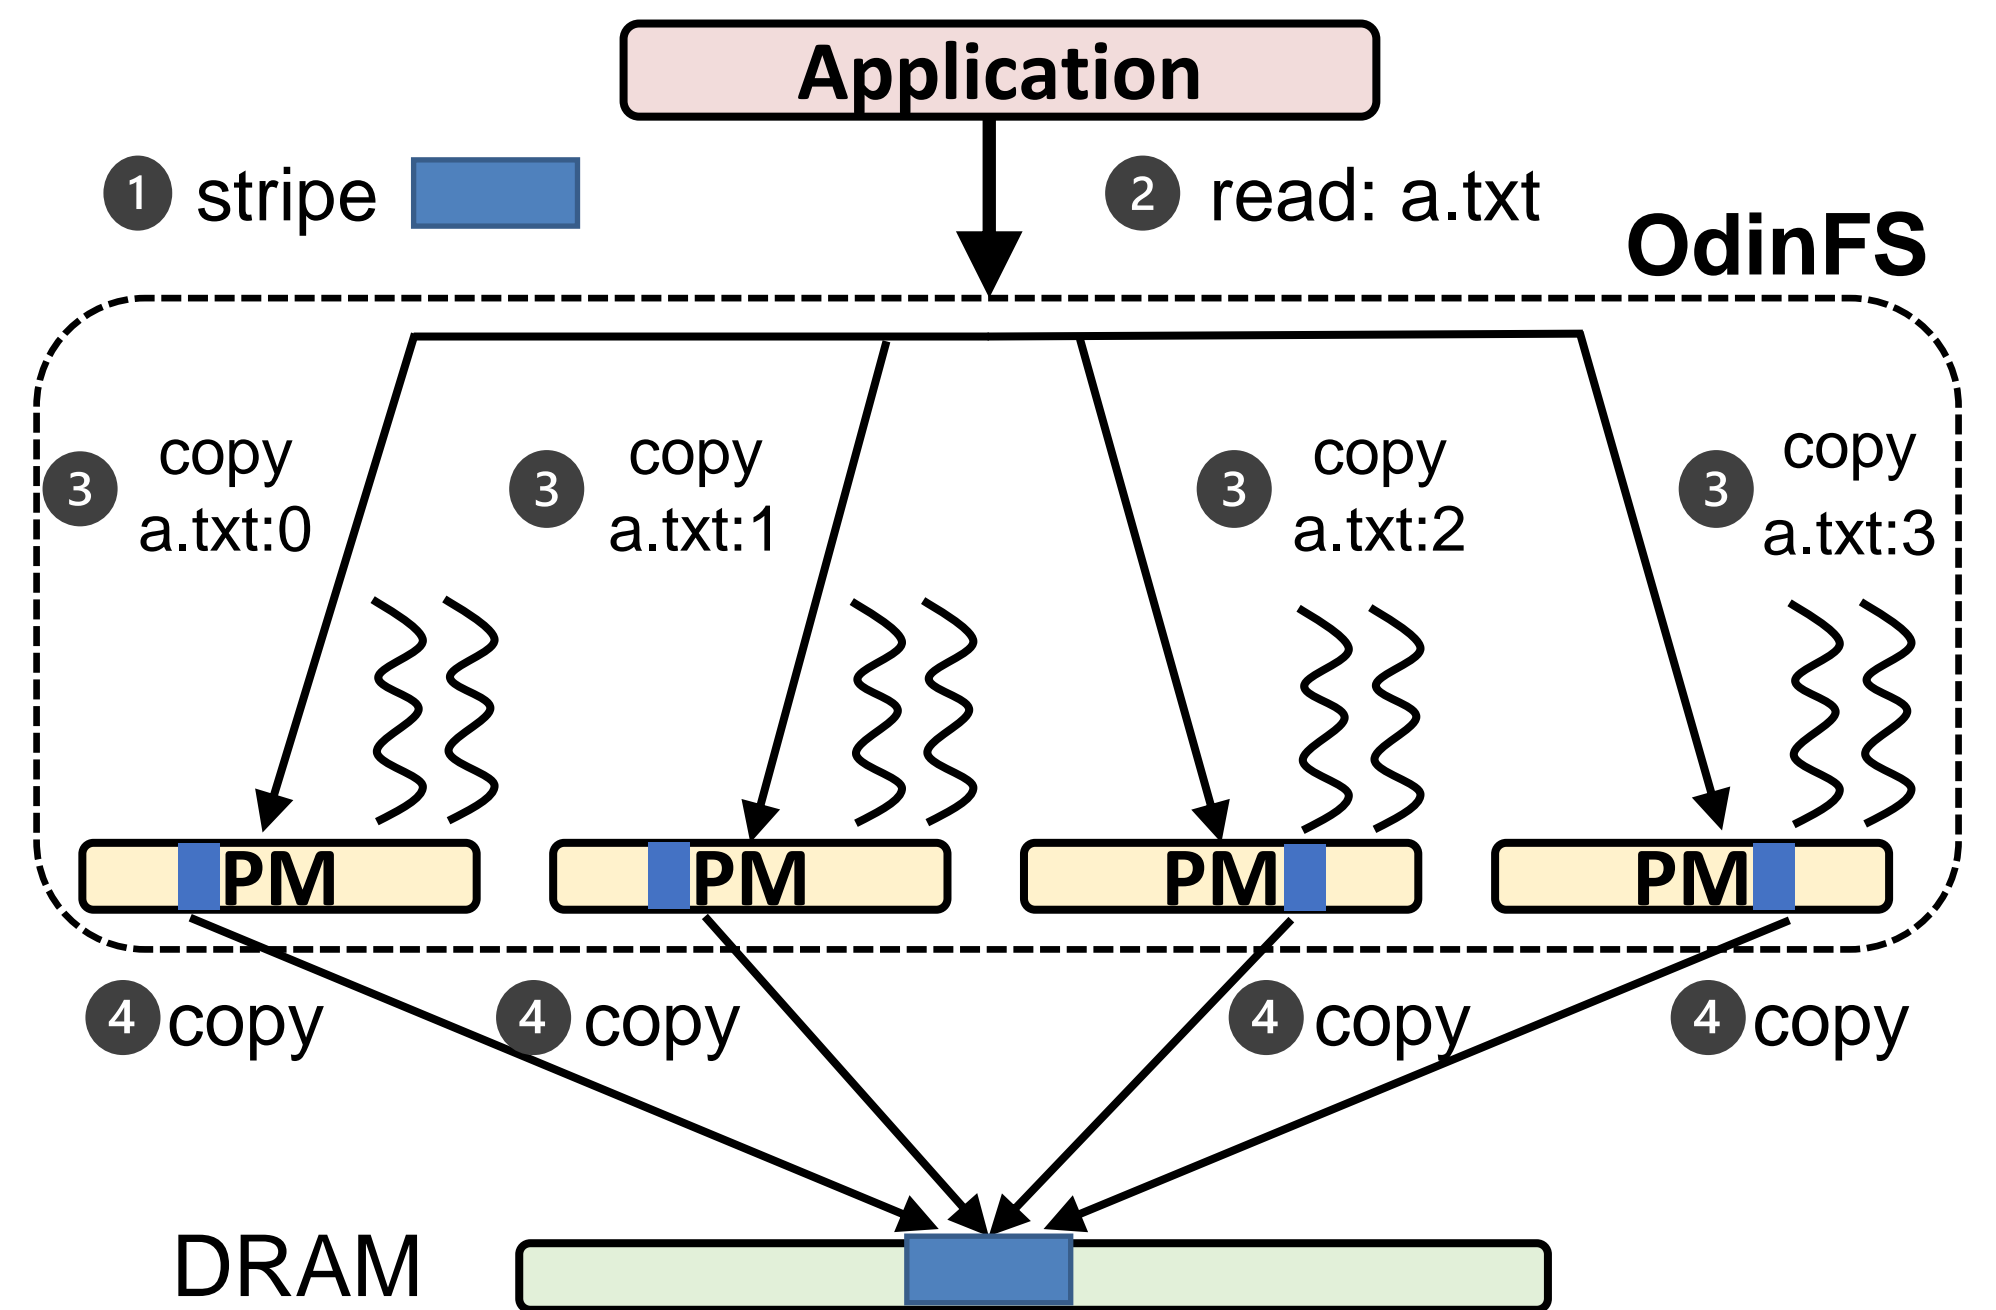 Application
1 stripe
2 read: a.txt
OdinFS
3 copy
a.txt:0
3 copy
a.txt:1
3 copy
a.txt:2
3 copy
a.txt:3
PM
PM
PM
PM
4 copy
4 copy
4 copy
4 copy
DRAM